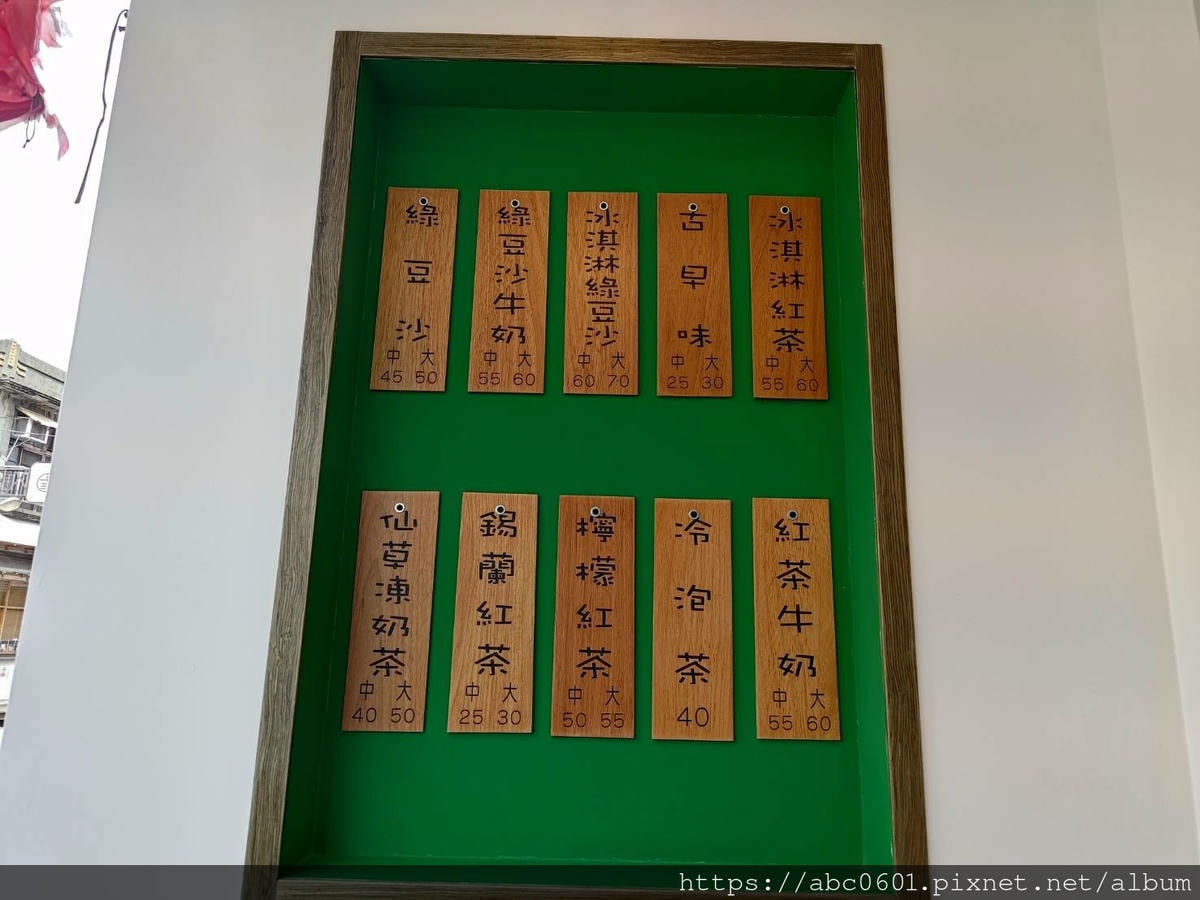 綠豆沙
中 大
45 50
綠豆沙牛奶
中 大
55 60
冰淇淋綠豆沙
中 大
60 70
古早味
中 大
25 30
冰淇淋紅茶
中 大
55 60
仙草凍奶茶
中 大
40 50
錫蘭紅茶
中 大
25 30
檸檬紅茶
中 大
50 55
冷泡茶
40
紅茶牛奶
中 大
55 60
https://abc0601.pixnet.net/album